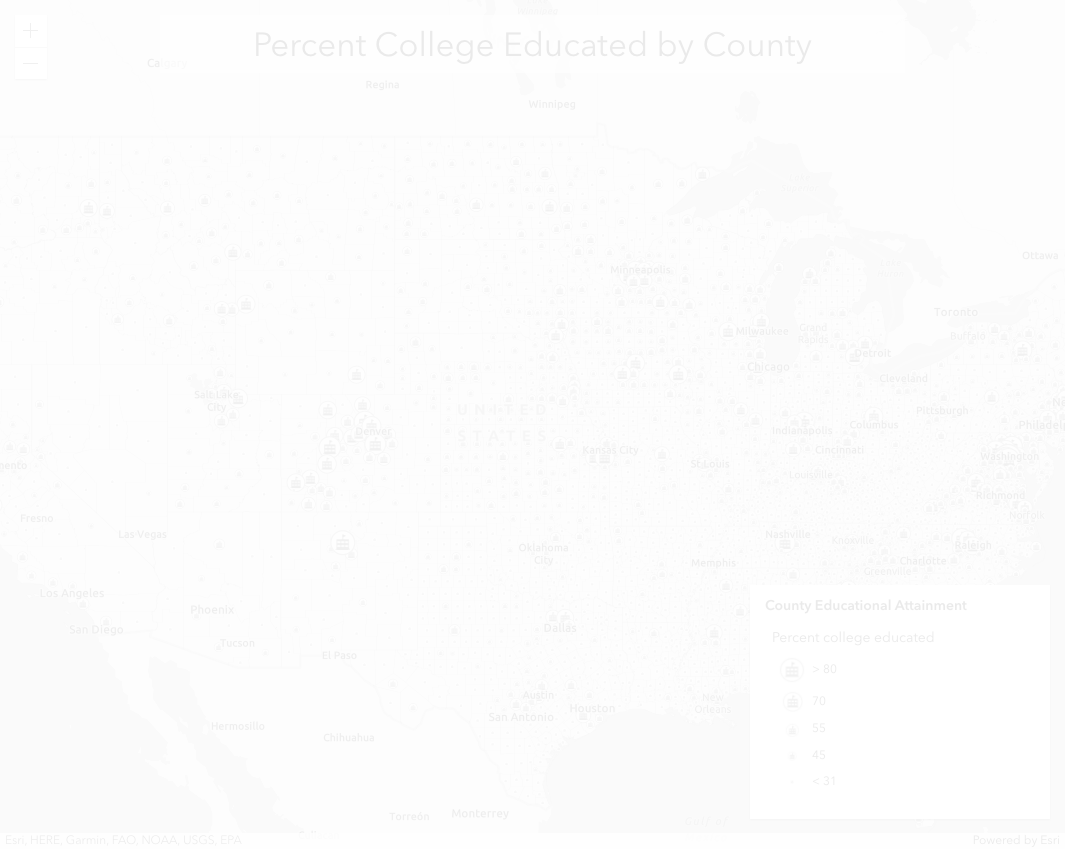 +
Percent College Educated by County
−
Ca
Regina
Winnipeg
Ottawa
Minneapolis
Toronto
Buffalo
Milwaukee
Grand
Rapids
Detroit
Chicago
Cleveland
Salt Lake
City
UNITED
STATES
Pittsburgh
Philadel
Denver
Indianapolis
Columbus
Kansas City
Cincinnati
Washington
mento
St Louis
Louisville
Richmond
Norfolk
Fresno
Las Vegas
Nashville
Knoxville
Raleigh
Oklahoma
City
Memphis
Charlotte
Greenville
Los Angeles
Phoenix
San Diego
Dallas
Tucson
El Paso
Austin
New
Orleans
San Antonio
Houston
Hermosillo
Chihuahua
Torreón
Monterrey
County Educational Attainment
Percent college educated
> 80
70
55
45
< 31
Esri, HERE, Garmin, FAO, NOAA, USGS, EPA
Powered by Esri